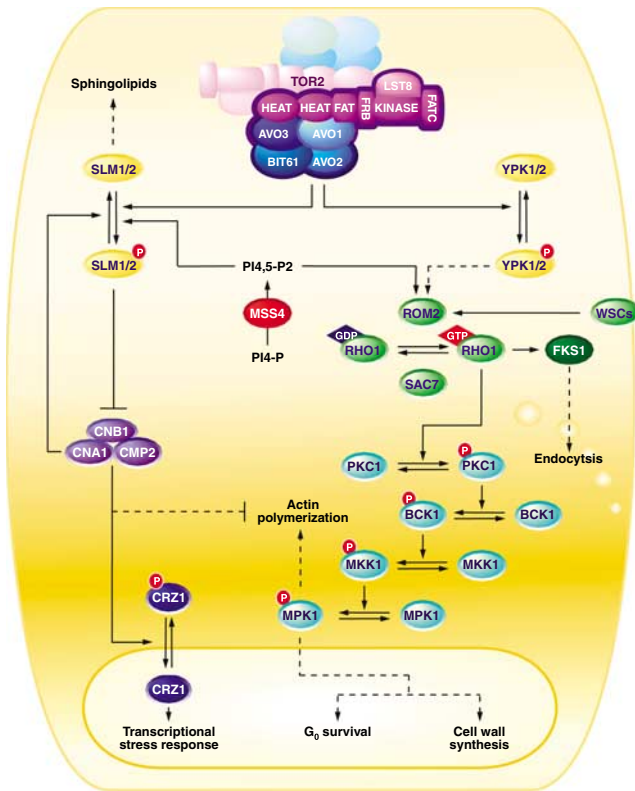 TOR2
LST8
HEAT
HEAT
FAT
FRB
KINASE
FATC
AVO3
AVO1
BIT61
AVO2
Sphingolipids
SLM1/2
YPK1/2
P
SLM1/2
PI4,5-P2
P
YPK1/2
MSS4
ROM2
WSCs
PI4-P
GDP
RHO1
GTP
RHO1
FKS1
SAC7
CNB1
CNA1
CMP2
PKC1
P
PKC1
Endocytsis
Actin
polymerization
P
BCK1
BCK1
P
MKK1
MKK1
P
CRZ1
P
MPK1
MPK1
CRZ1
Transcriptional
stress response
G0 survival
Cell wall
synthesis